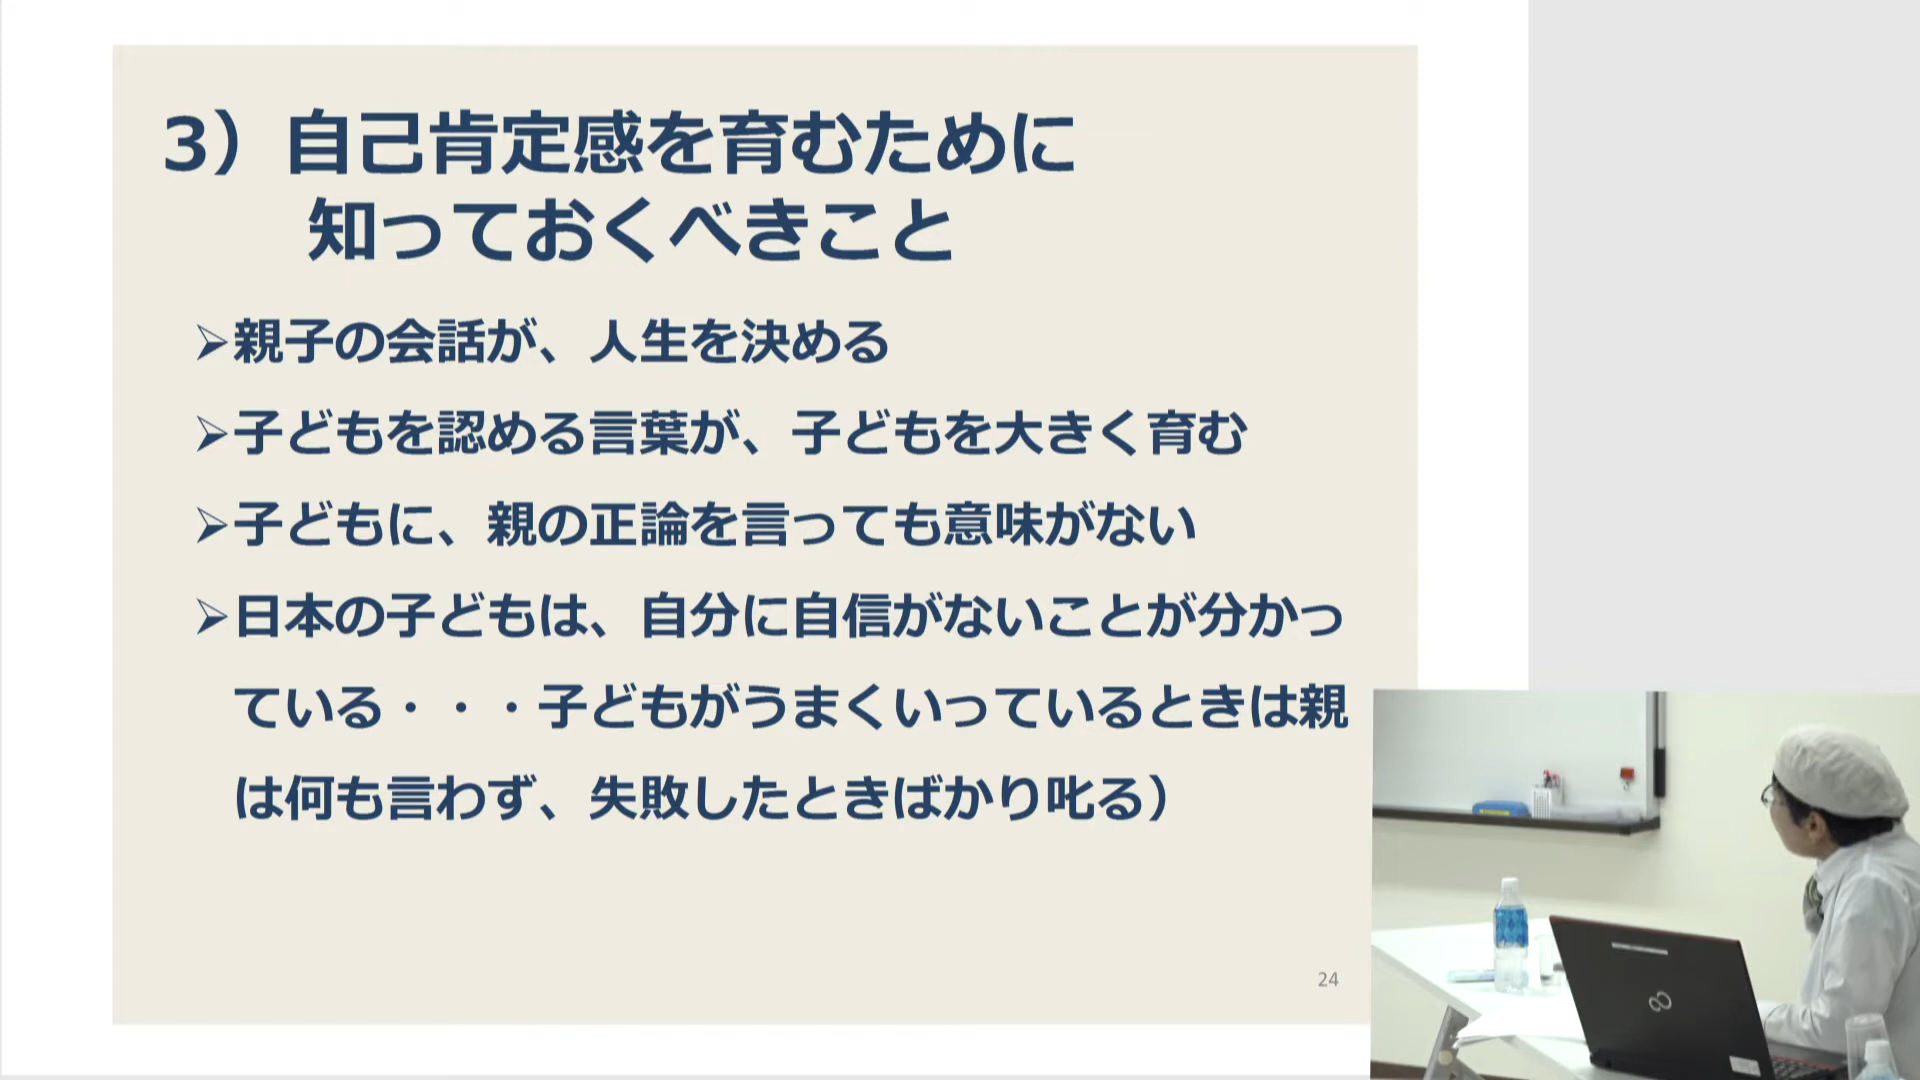 3）自己肯定感を育むために
知っておくべきこと
➢親子の会話が、人生を決める
➢子どもを認める言葉が、子どもを大きく育む
➢子どもに、親の正論を言っても意味がない
➢日本の子どもは、自分に自信がないことが分かっ
ている・・・子どもがうまくいっているときは親
は何も言わず、失敗したときばかり叱る）
24